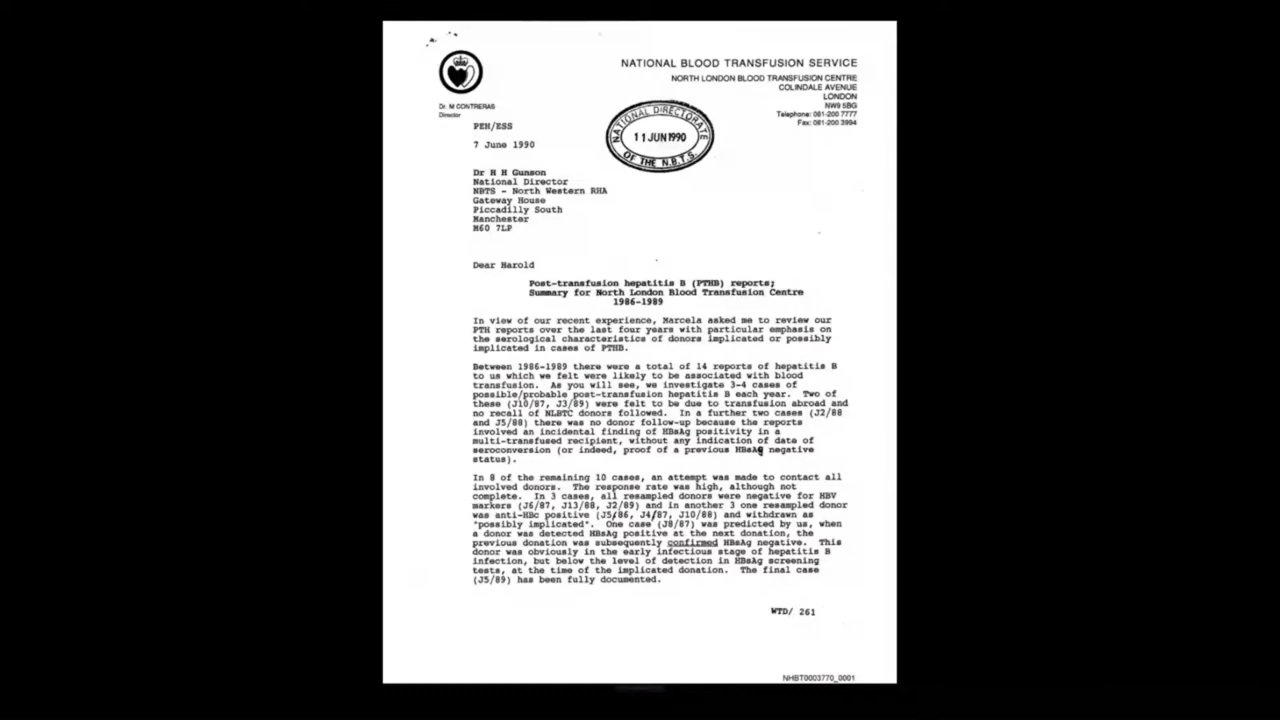 NATIONAL BLOOD TRANSFUSION SERVICE
NORTH LONDON BLOOD TRANSFUSION CENTRE
COLINDALE AVENUE
LONDON
NW9 5BG
Telephone: 081-200 7777
Fax: 081-200 3994
Dr. M CONTRERAS
Director
NATIONAL DIRECTORATE
11 JUN 1990
OF THE N.B.T.S.
PEH/ESS
7 June 1990
Dr H H Gunson
National Director
NBTS - North Western RHA
Gateway House
Piccadilly South
Manchester
M60 7LP
Dear Harold
Post-transfusion hepatitis B (PTHB) reports;
Summary for North London Blood Transfusion Centre
1986-1989
In view of our recent experience, Marcela asked me to review our
PTH reports over the last four years with particular emphasis on
the serological characteristics of donors implicated or possibly
implicated in cases of PTHB.
Between 1986-1989 there were a total of 14 reports of hepatitis B
to us which we felt were likely to be associated with blood
transfusion. As you will see, we investigate 3-4 cases of
possible/probable post-transfusion hepatitis B each year. Two of
these (J10/87, J3/89) were felt to be due to transfusion abroad and
no recall of NLBTC donors followed. In a further two cases (J2/88
and J5/88) there was no donor follow-up because the reports
involved an incidental finding of HBsAg positivity in a
multi-transfused recipient, without any indication of date of
seroconversion (or indeed, proof of a previous HBsAg negative
status).
In 8 of the remaining 10 cases, an attempt was made to contact all
involved donors. The response rate was high, although not
complete. In 3 cases, all resampled donors were negative for HBV
markers (J6/87, J13/88, J2/89) and in another 3 one resampled donor
was anti-HBc positive (J5/86, J4/87, J10/88) and withdrawn as
"possibly implicated". One case (J8/87) was predicted by us, when
a donor was detected HBsAg positive at the next donation, the
previous donation was subsequently confirmed HBsAg negative. This
donor was obviously in the early infectious stage of hepatitis B
infection, but below the level of detection in HBsAg screening
tests, at the time of the implicated donation. The final case
(J5/89) has been fully documented.
WTD/ 261
NHBT0003770_0001